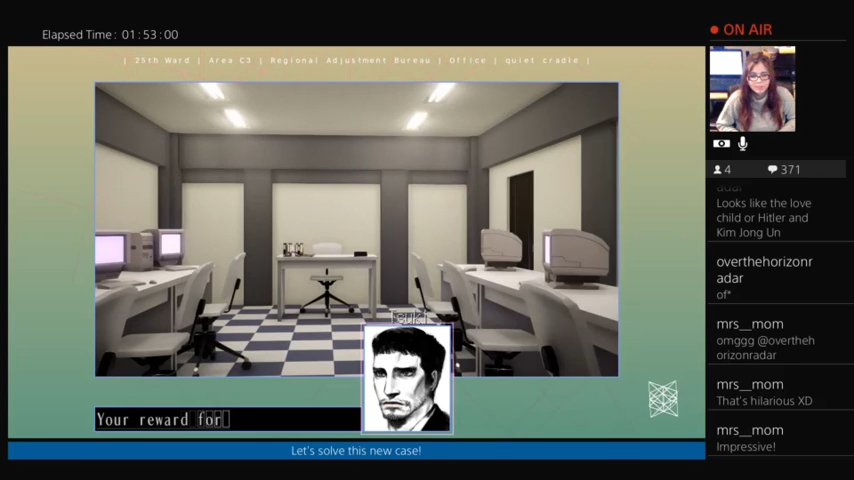 Elapsed Time: 01:53:00
ON AIR
| 25th Ward | Area C3 | Regional Adjustment Bureau | Office | quiet cradle |
4
371
adar
Looks like the love
child or Hitler and
Kim Jong Un
overthehorizonr
adar
of*
mrs__mom
omggg @overtheh
orizonradar
mrs__mom
That's hilarious XD
mrs__mom
Impressive!
Your reward for
Let's solve this new case!